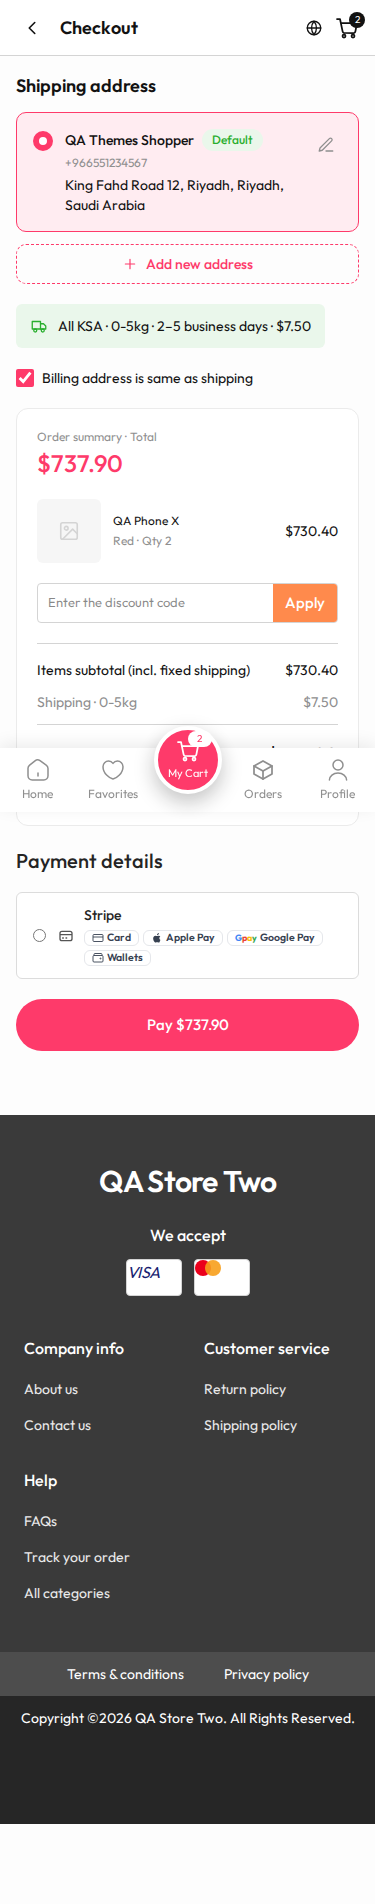 Checkout
2
Shipping address
QA Themes Shopper Default
+966551234567
King Fahd Road 12, Riyadh, Riyadh,
Saudi Arabia
Add new address
All KSA · 0-5kg · 2–5 business days · $7.50
Billing address is same as shipping
Order summary · Total
$737.90
QA Phone X
Red · Qty 2
$730.40
Enter the discount code
Apply
Items subtotal (incl. fixed shipping) $730.40
Shipping · 0-5kg $7.50
2
Home Favorites My Cart Orders Profile
Payment details
Stripe
Card Apple Pay GPay Google Pay
Wallets
Pay $737.90
QA Store Two
We accept
VISA
Company info Customer service
About us Return policy
Contact us Shipping policy
Help
FAQs
Track your order
All categories
Terms & conditions Privacy policy
Copyright ©2026 QA Store Two. All Rights Reserved.